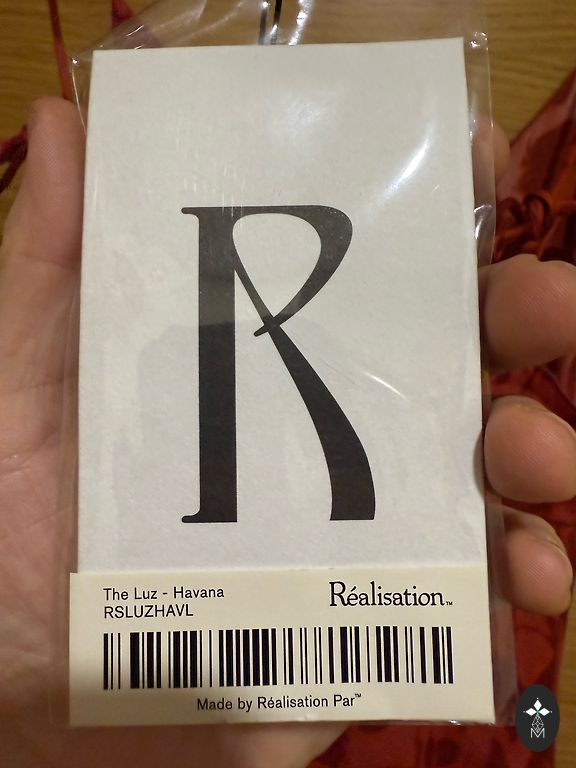 R
The Luz - Havana
RSLUZHAVL
Réalisation™
Made by Réalisation Par™
M